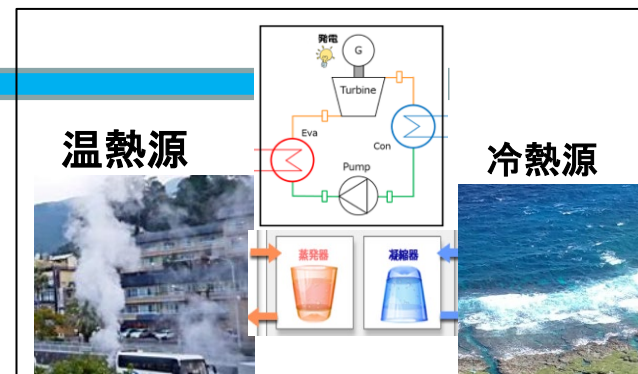 発電
G
Turbine
Eva
Con
Pump
温熱源
冷熱源
蒸発器
凝縮器